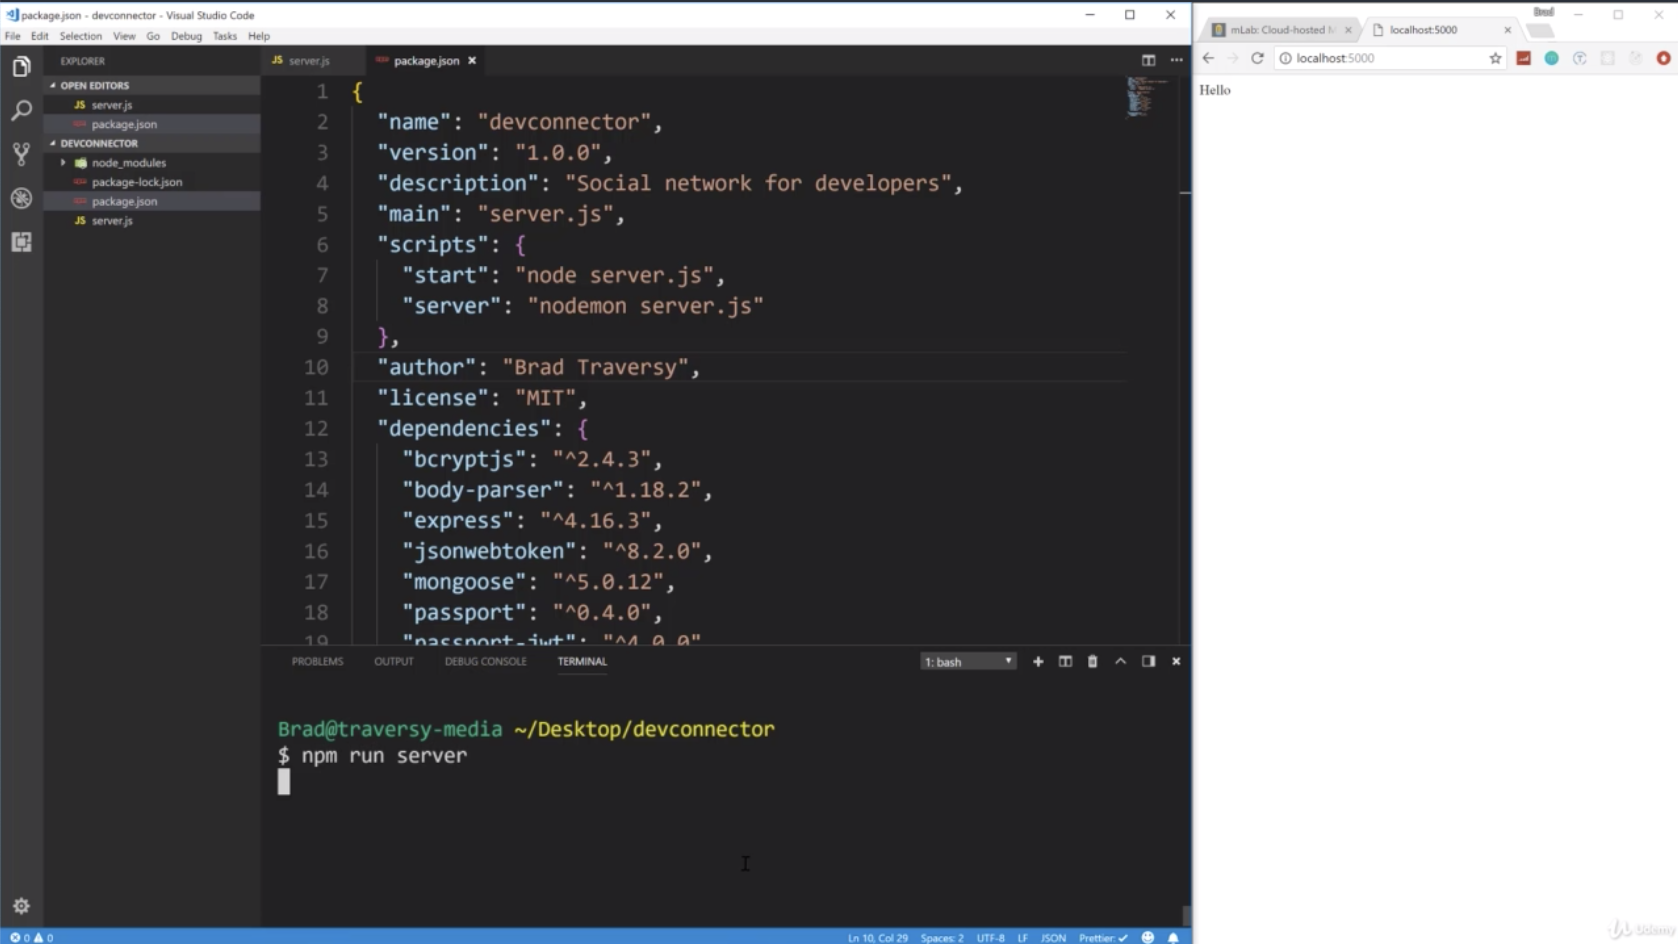 package.json - devconnector - Visual Studio Code
File Edit Selection View Go Debug Tasks Help
EXPLORER
OPEN EDITORS
JS server.js
package.json
DEVCONNECTOR
node_modules
package-lock.json
package.json
JS server.js
JS server.js package.json
1 {
2 "name": "devconnector",
3 "version": "1.0.0",
4 "description": "Social network for developers",
5 "main": "server.js",
6 "scripts": {
7 "start": "node server.js",
8 "server": "nodemon server.js"
9 },
10 "author": "Brad Traversy",
11 "license": "MIT",
12 "dependencies": {
13 "bcryptjs": "^2.4.3",
14 "body-parser": "^1.18.2",
15 "express": "^4.16.3",
16 "jsonwebtoken": "^8.2.0",
17 "mongoose": "^5.0.12",
18 "passport": "^0.4.0",
19 "passport-jwt": "^4.0.0"
PROBLEMS OUTPUT DEBUG CONSOLE TERMINAL 1: bash
Brad@traversy-media ~/Desktop/devconnector
$ npm run server
0 0 Ln 10, Col 29 Spaces: 2 UTF-8 LF JSON Prettier: ✓
Brad
mLab: Cloud-hosted localhost:5000
localhost:5000
Hello
Udemy